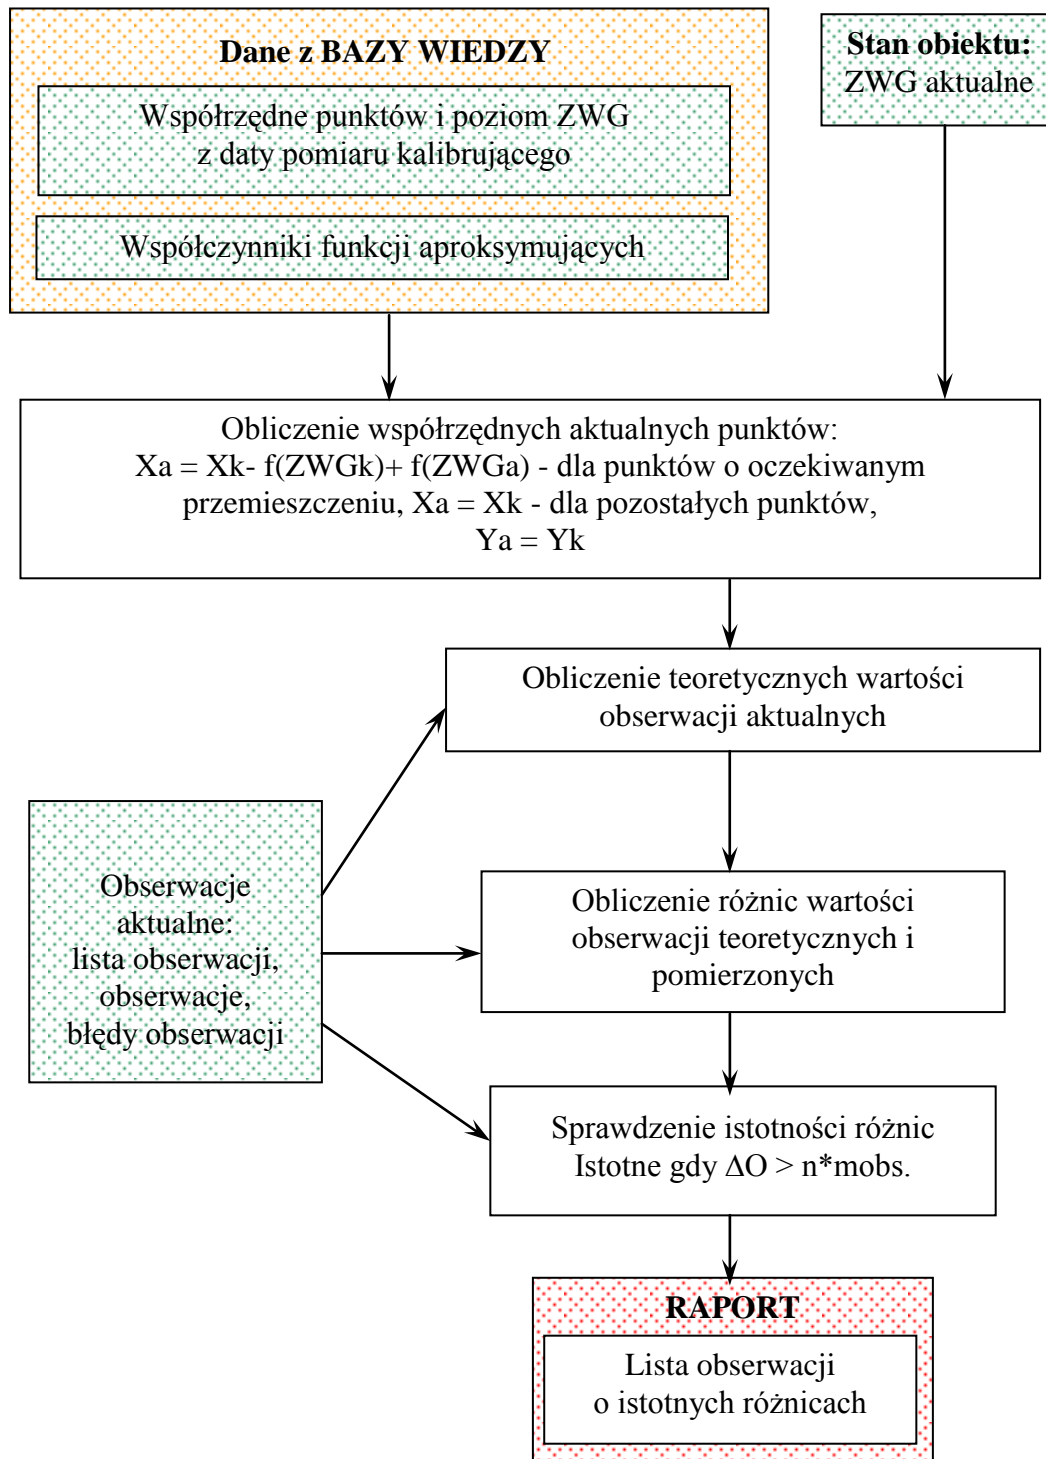 Dane z BAZY WIEDZY
Współrzędne punktów i poziom ZWG
z daty pomiaru kalibrującego
Współczynniki funkcji aproksymujących
Stan obiektu:
ZWG aktualne
Obliczenie współrzędnych aktualnych punktów:
Xa = Xk- f(ZWGk)+ f(ZWGa) - dla punktów o oczekiwanym
przemieszczeniu, Xa = Xk - dla pozostałych punktów,
Ya = Yk
Obliczenie teoretycznych wartości
obserwacji aktualnych
Obserwacje
aktualne:
lista obserwacji,
obserwacje,
błędy obserwacji
Obliczenie różnic wartości
obserwacji teoretycznych i
pomierzonych
Sprawdzenie istotności różnic
Istotne gdy ΔO > n*mobs.
RAPORT
Lista obserwacji
o istotnych różnicach